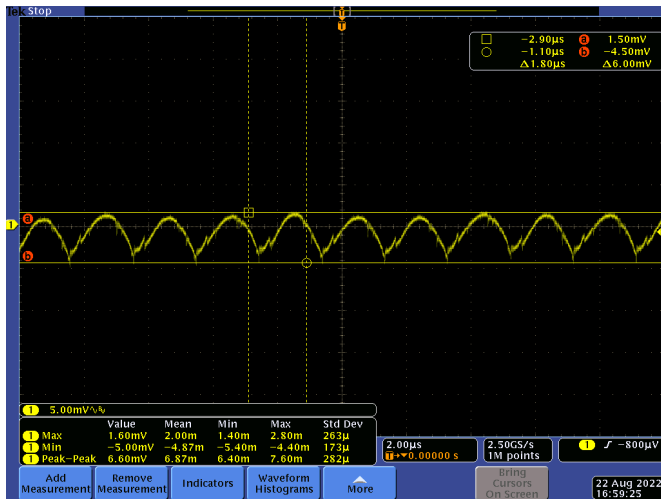 Tek Stop
T
T
−2.90µs a 1.50mV
−1.10µs b −4.50mV
Δ1.80µs Δ6.00mV
a
1
b
1 5.00mV
Value Mean Min Max Std Dev
1 Max 1.60mV 2.00m 1.40m 2.80m 263µ
1 Min −5.00mV −4.87m −5.40m −4.40m 173µ
1 Peak−Peak 6.60mV 6.87m 6.40m 7.60m 282µ
2.00µs 2.50GS/s 1 −800µV
T→▼0.00000 s 1M points
Add Measurement
Remove Measurement
Indicators
Waveform Histograms
More
Bring Cursors On Screen
22 Aug 2022
16:59:25